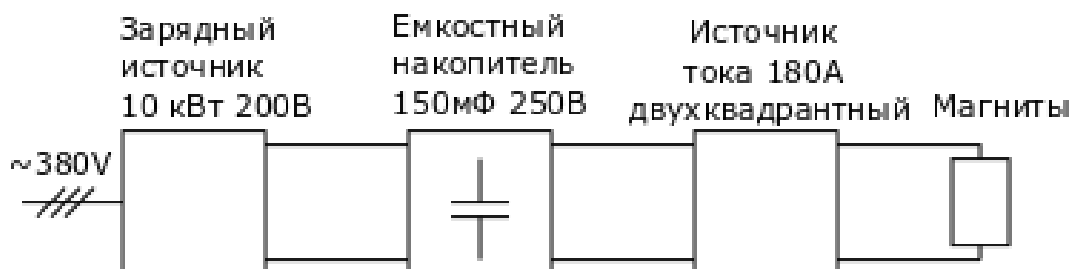 Зарядный
источник
10 кВт 200В
Емкостный
накопитель
150мФ 250В
Источник
тока 180А
двухквадрантный
Магниты
~380V